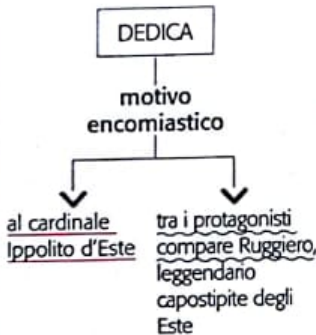 DEDICA
motivo
encomiastico
al cardinale
Ippolito d'Este
tra i protagonisti
compare Ruggiero,
leggendario
capostipite degli
Este